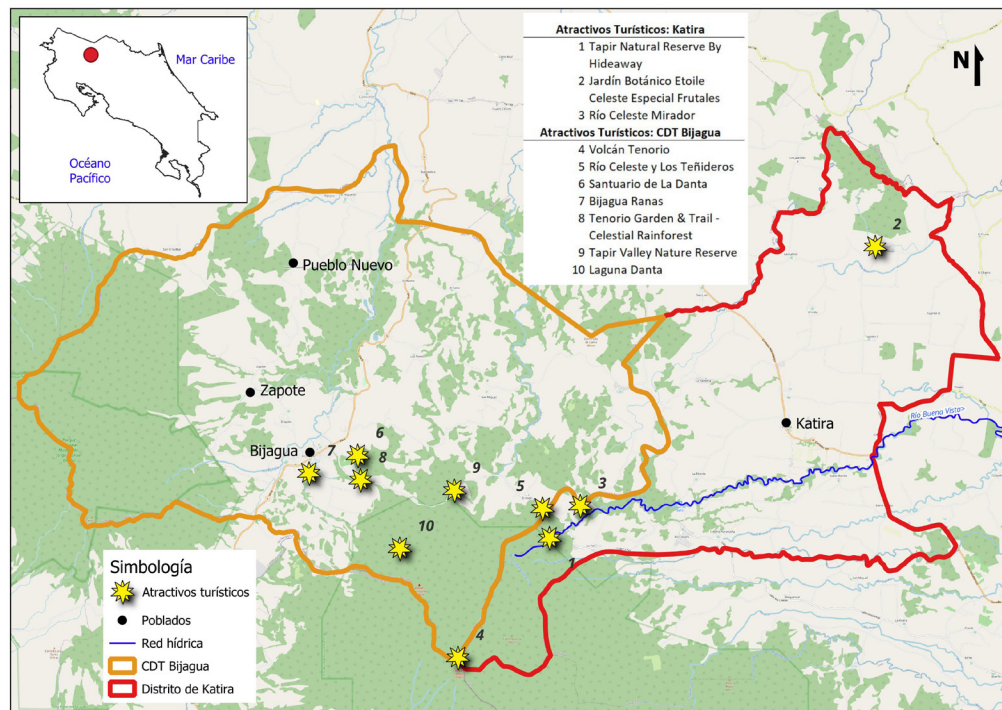 Mar Caribe
Océano
Pacífico
Atractivos Turísticos: Katira
1 Tapir Natural Reserve By
Hideaway
2 Jardín Botánico Etoile
Celeste Especial Frutales
3 Río Celeste Mirador
Atractivos Turísticos: CDT Bijagua
4 Volcán Tenorio
5 Río Celeste y Los Teñideros
6 Santuario de La Danta
7 Bijagua Ranas
8 Tenorio Garden & Trail -
Celestial Rainforest
9 Tapir Valley Nature Reserve
10 Laguna Danta
N
2
Pueblo Nuevo
Zapote
Río Buena Vista>
Katira
6
Bijagua
7
8
9
5
3
10
1
4
Simbología
Atractivos turísticos
Poblados
Red hídrica
CDT Bijagua
Distrito de Katira